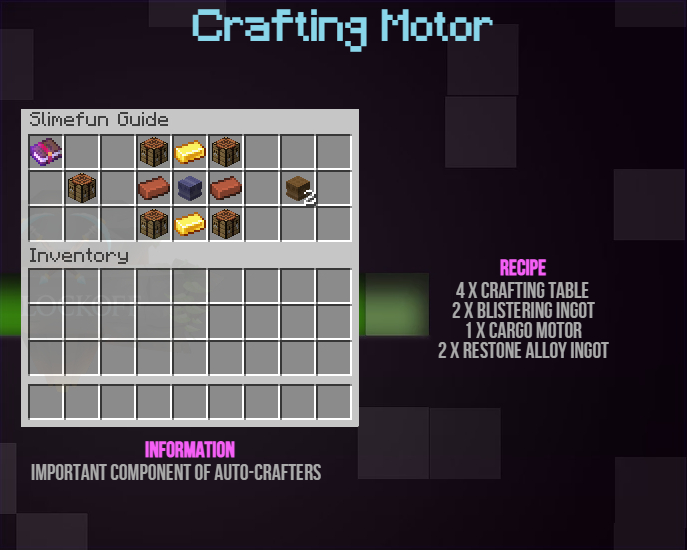 Crafting Motor
Slimefun Guide
2
Inventory
LOCKOFF
RECIPE
4 X CRAFTING TABLE
2 X BLISTERING INGOT
1 X CARGO MOTOR
2 X RESTONE ALLOY INGOT
INFORMATION
IMPORTANT COMPONENT OF AUTO-CRAFTERS